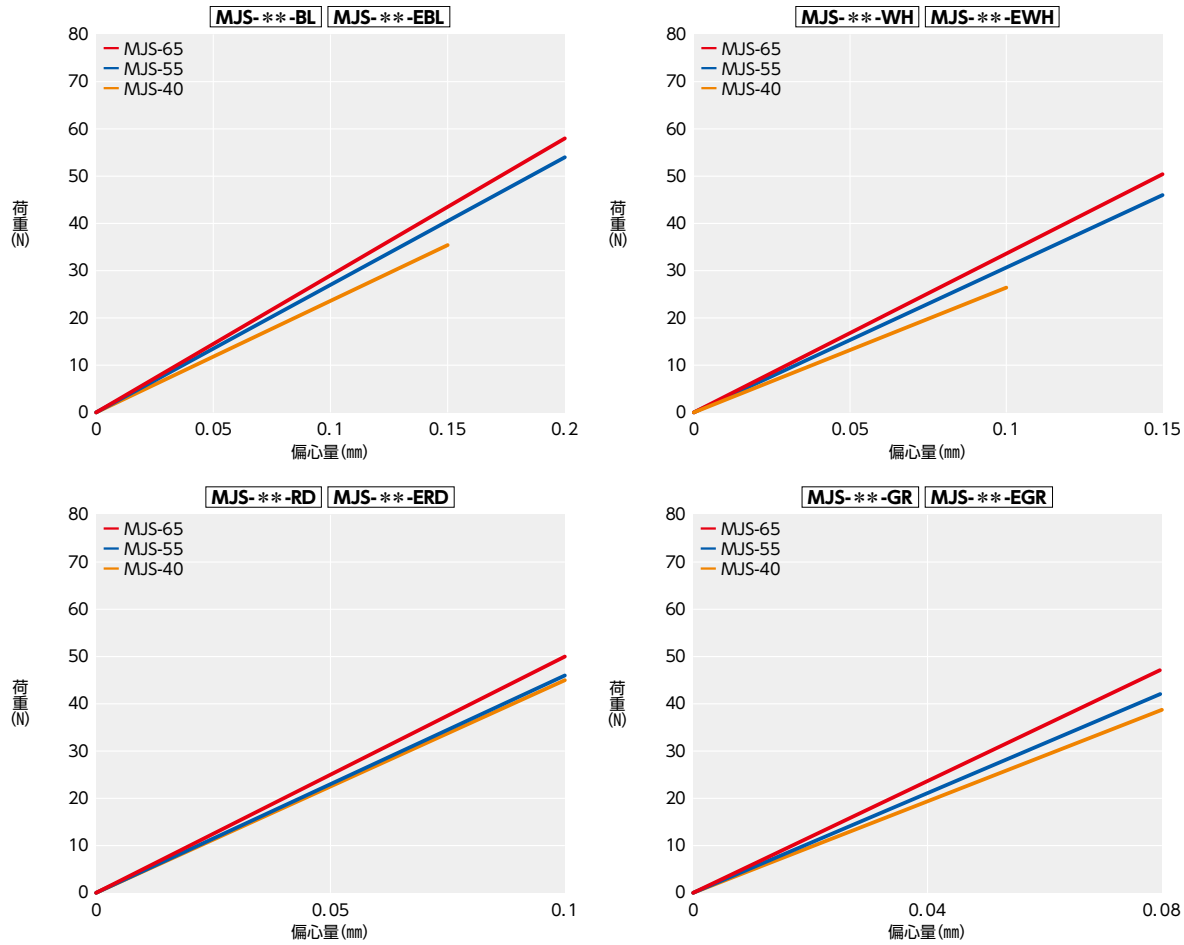 MJS-**-BL MJS-**-EBL
80
70
60
50
40
30
20
10
0
荷重(N)
MJS-65
MJS-55
MJS-40
0 0.05 0.1 0.15 0.2
偏心量(㎜)
MJS-**-WH MJS-**-EWH
80
70
60
50
40
30
20
10
0
荷重(N)
MJS-65
MJS-55
MJS-40
0 0.05 0.1 0.15
偏心量(㎜)
MJS-**-RD MJS-**-ERD
80
70
60
50
40
30
20
10
0
荷重(N)
MJS-65
MJS-55
MJS-40
0 0.05 0.1
偏心量(㎜)
MJS-**-GR MJS-**-EGR
80
70
60
50
40
30
20
10
0
荷重(N)
MJS-65
MJS-55
MJS-40
0 0.04 0.08
偏心量(㎜)